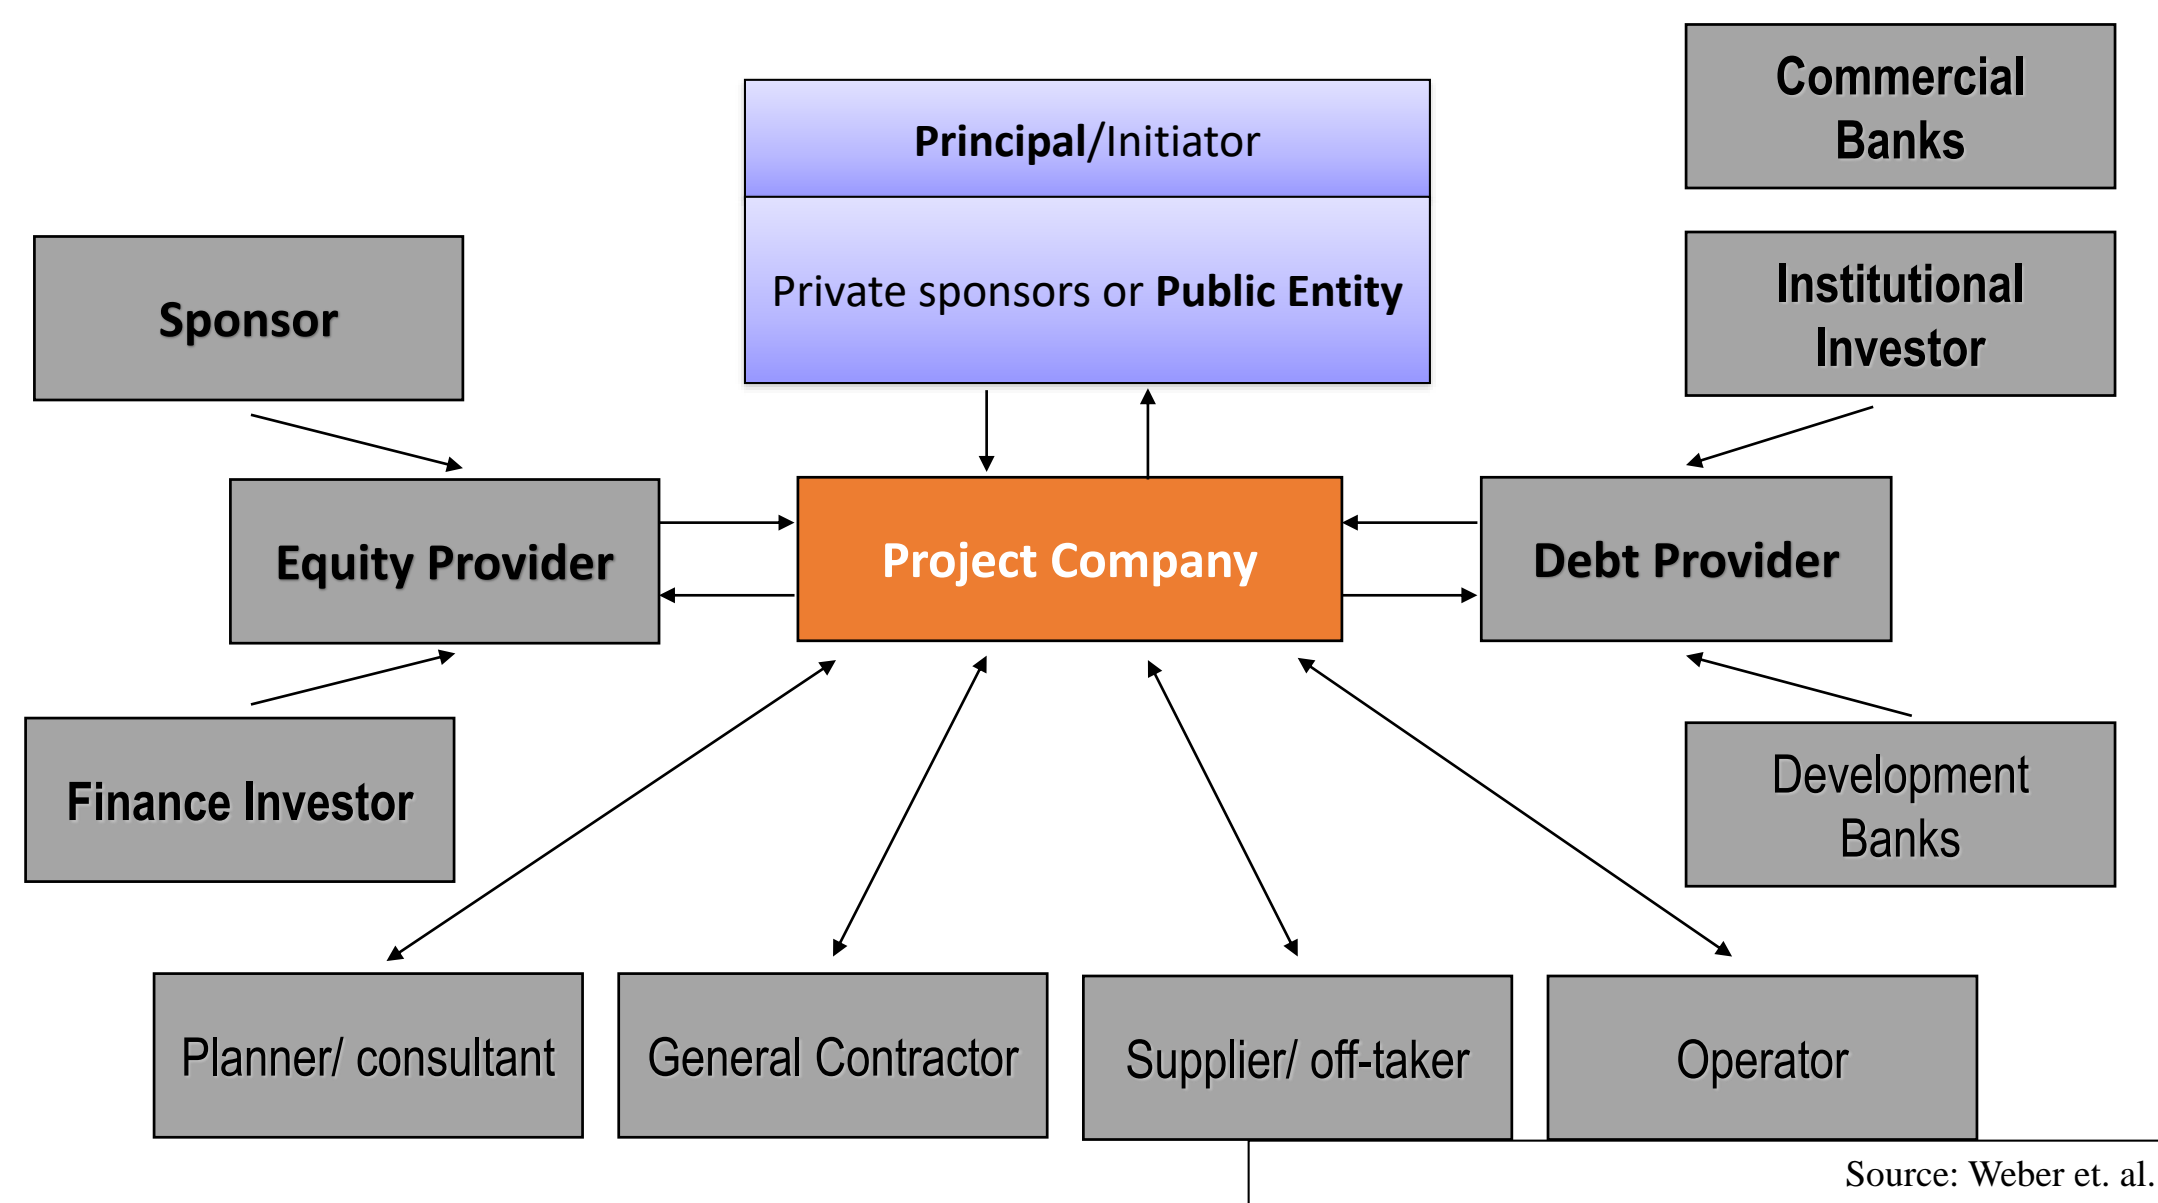 Commercial
Banks
Principal/Initiator
Institutional
Investor
Private sponsors or Public Entity
Sponsor
Equity Provider
Project Company
Debt Provider
Finance Investor
Development
Banks
Planner/ consultant
General Contractor
Supplier/ off-taker
Operator
Source: Weber et. al.